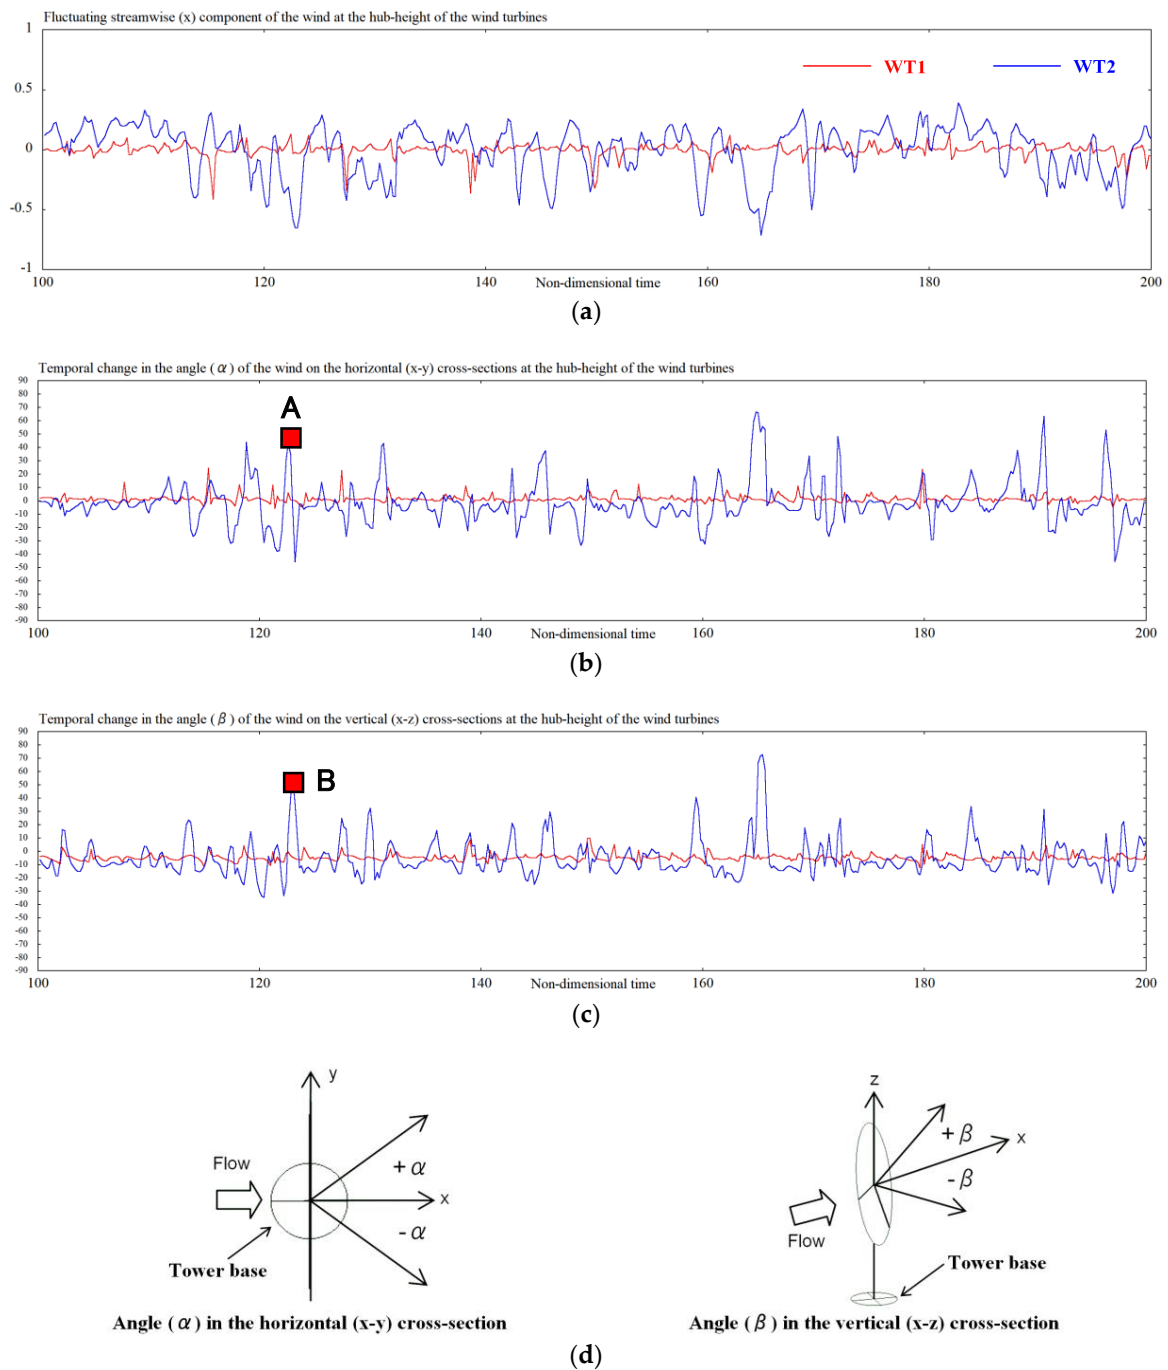 Fluctuating streamwise (x) component of the wind at the hub-height of the wind turbines
1
WT1 WT2
0.5
0
-0.5
-1
100 120 140 Non-dimensional time 160 180 200
(a)
Temporal change in the angle (α) of the wind on the horizontal (x-y) cross-sections at the hub-height of the wind turbines
90
80
70
A
60
50
40
30
20
10
0
-10
-20
-30
-40
-50
-60
-70
-80
-90
100 120 140 Non-dimensional time 160 180 200
(b)
Temporal change in the angle (β) of the wind on the vertical (x-z) cross-sections at the hub-height of the wind turbines
90
80
70
60
B
50
40
30
20
10
0
-10
-20
-30
-40
-50
-60
-70
-80
-90
100 120 140 Non-dimensional time 160 180 200
(c)
y
Flow
+α
x
-α
Tower base
Angle (α) in the horizontal (x-y) cross-section
z
+β
x
-β
Flow
Tower base
Angle (β) in the vertical (x-z) cross-section
(d)